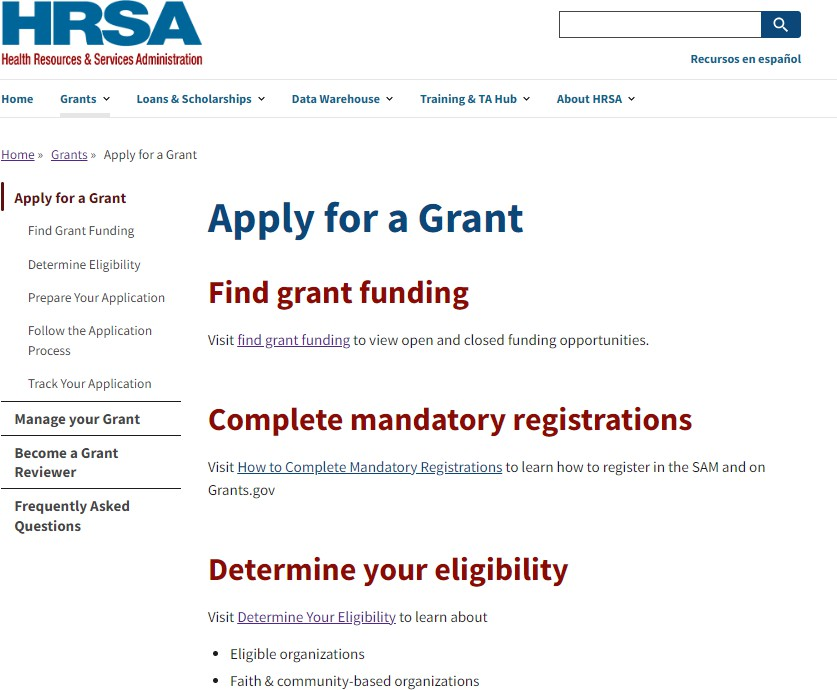 HRSA
Health Resources & Services Administration
Recursos en español
Home Grants Loans & Scholarships Data Warehouse Training & TA Hub About HRSA
Home » Grants » Apply for a Grant
Apply for a Grant
Find Grant Funding
Determine Eligibility
Prepare Your Application
Follow the Application
Process
Track Your Application
Manage your Grant
Become a Grant
Reviewer
Frequently Asked
Questions
Apply for a Grant
Find grant funding
Visit find grant funding to view open and closed funding opportunities.
Complete mandatory registrations
Visit How to Complete Mandatory Registrations to learn how to register in the SAM and on
Grants.gov
Determine your eligibility
Visit Determine Your Eligibility to learn about
• Eligible organizations
• Faith & community-based organizations